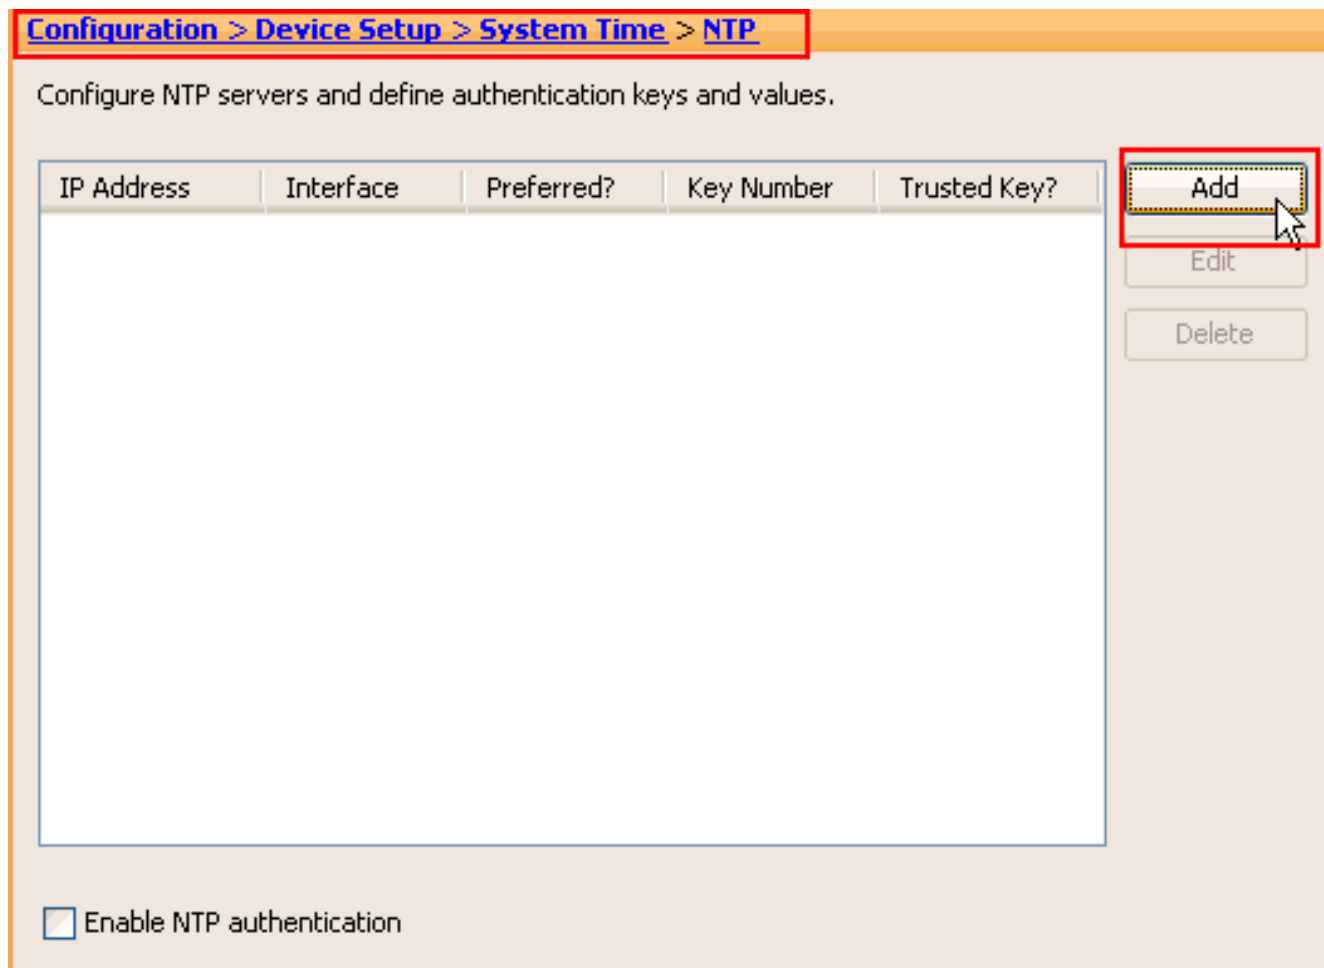 Configuration > Device Setup > System Time > NTP
Configure NTP servers and define authentication keys and values.
IP Address Interface Preferred? Key Number Trusted Key?
Add
Edit
Delete
Enable NTP authentication